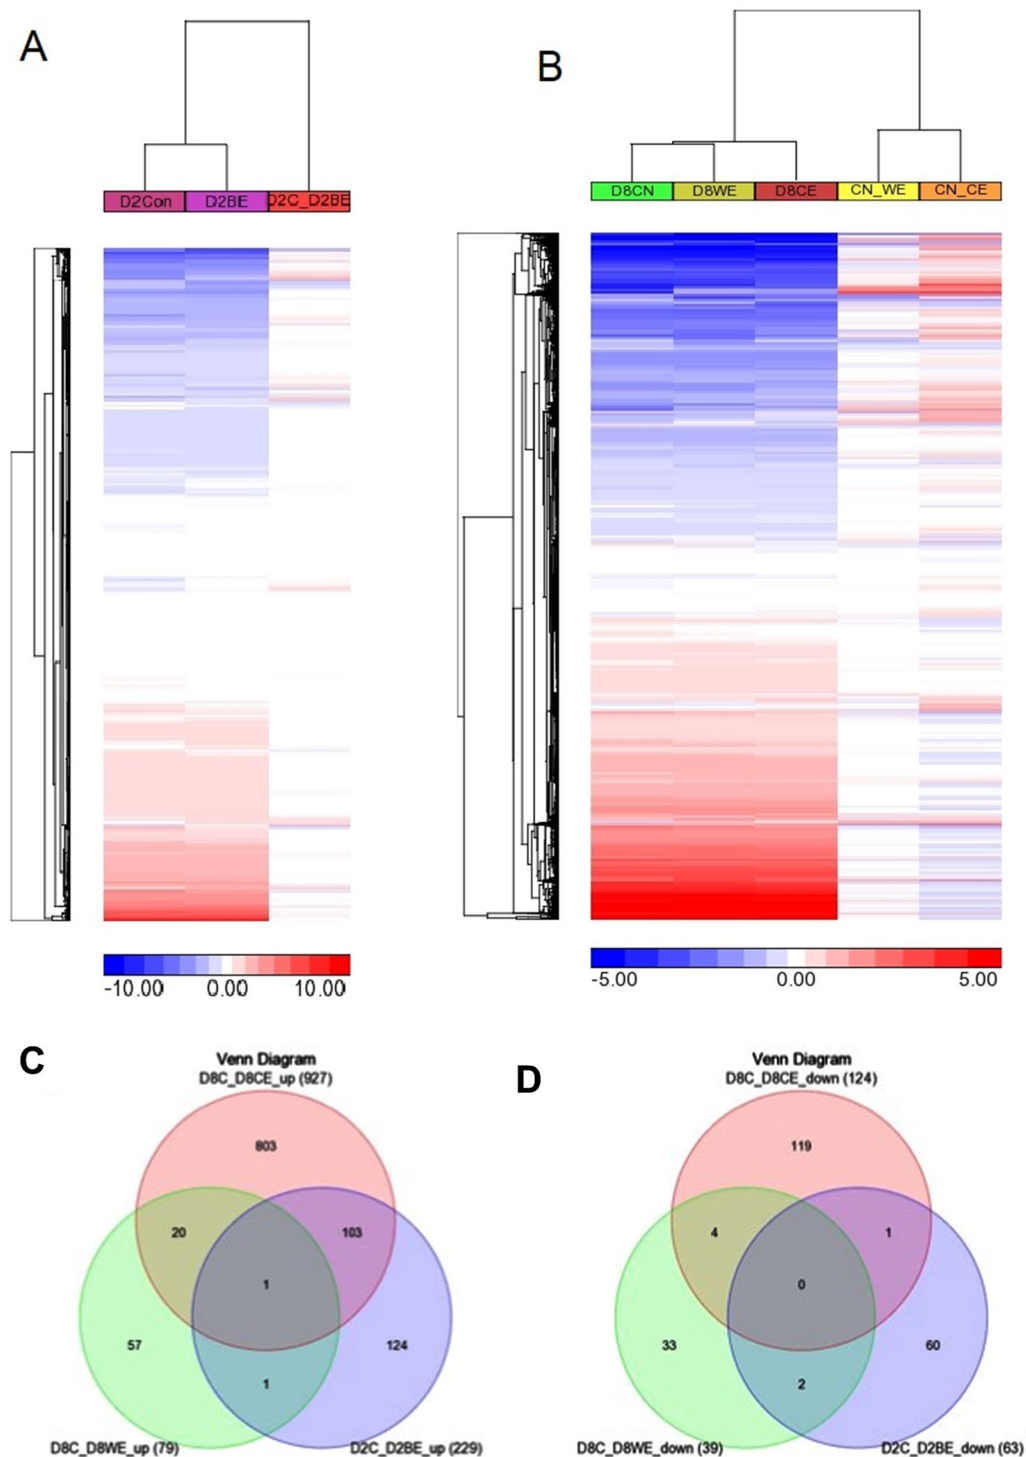 A
B
D2Con D2BE D2C_D2BE
D8CN D8WE D8CE CN_WE CN_CE
-10.00 0.00 10.00
-5.00 0.00 5.00
C
Venn Diagram
D8C_D8CE_up (927)
803
20
103
1
57
124
1
D8C_D8WE_up (79)
D2C_D2BE_up (229)
D
Venn Diagram
D8C_D8CE_down (124)
119
4
1
0
33
60
2
D8C_D8WE_down (39)
D2C_D2BE_down (63)